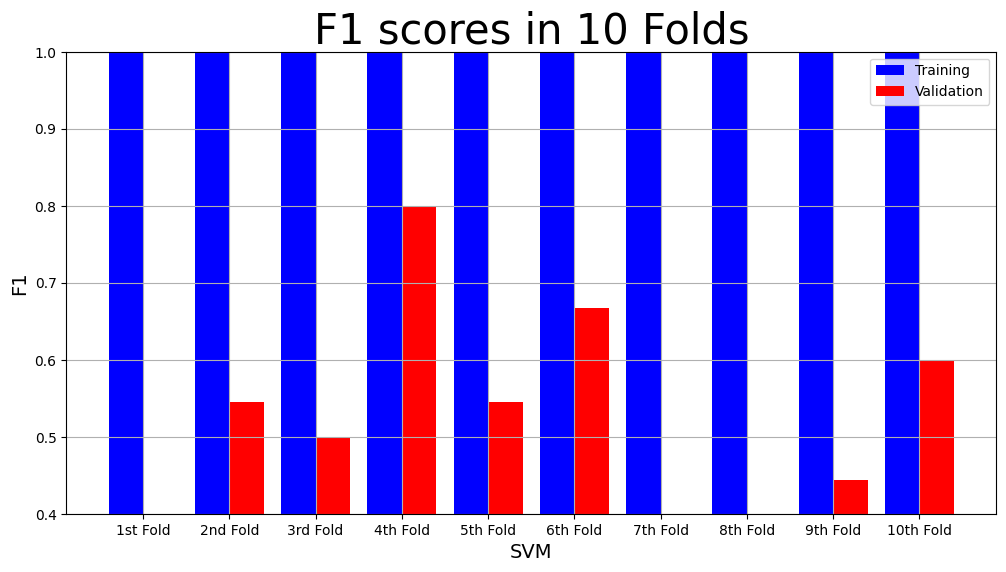 F1 scores in 10 Folds
Training
Validation
F1
1.0
0.9
0.8
0.7
0.6
0.5
0.4
1st Fold 2nd Fold 3rd Fold 4th Fold 5th Fold 6th Fold 7th Fold 8th Fold 9th Fold 10th Fold
SVM